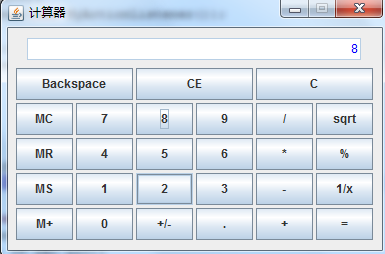 计算器
8
Backspace CE C
MC 7 8 9 / sqrt
MR 4 5 6 * %
MS 1 2 3 - 1/x
M+ 0 +/- . + =